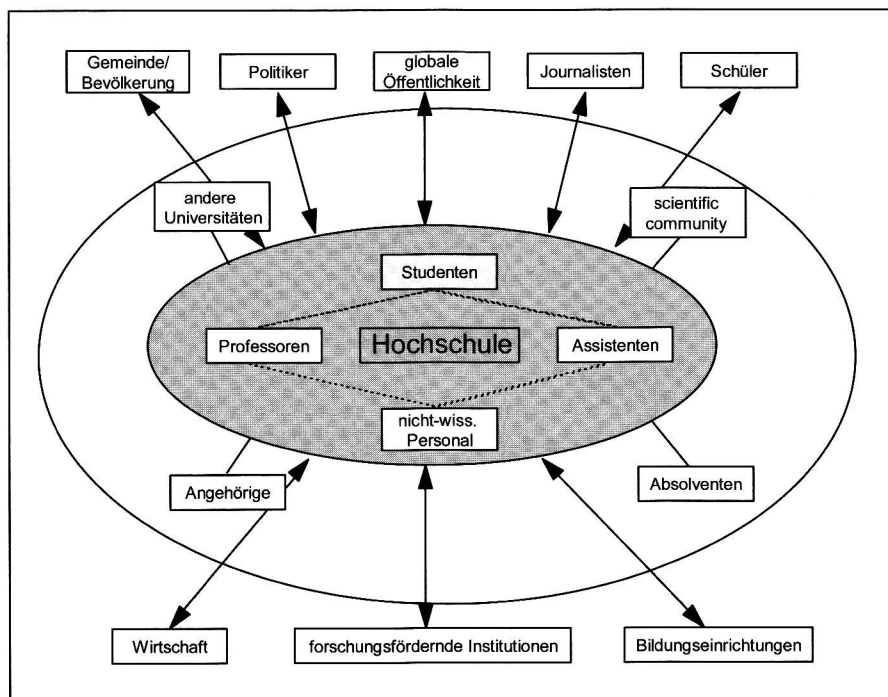 Gemeinde/
Bevölkerung
Politiker
globale
Öffentlichkeit
Journalisten
Schüler
andere
Universitäten
scientific
community
Studenten
Professoren
Hochschule
Assistenten
nicht-wiss.
Personal
Angehörige
Absolventen
Wirtschaft
forschungsfördernde Institutionen
Bildungseinrichtungen